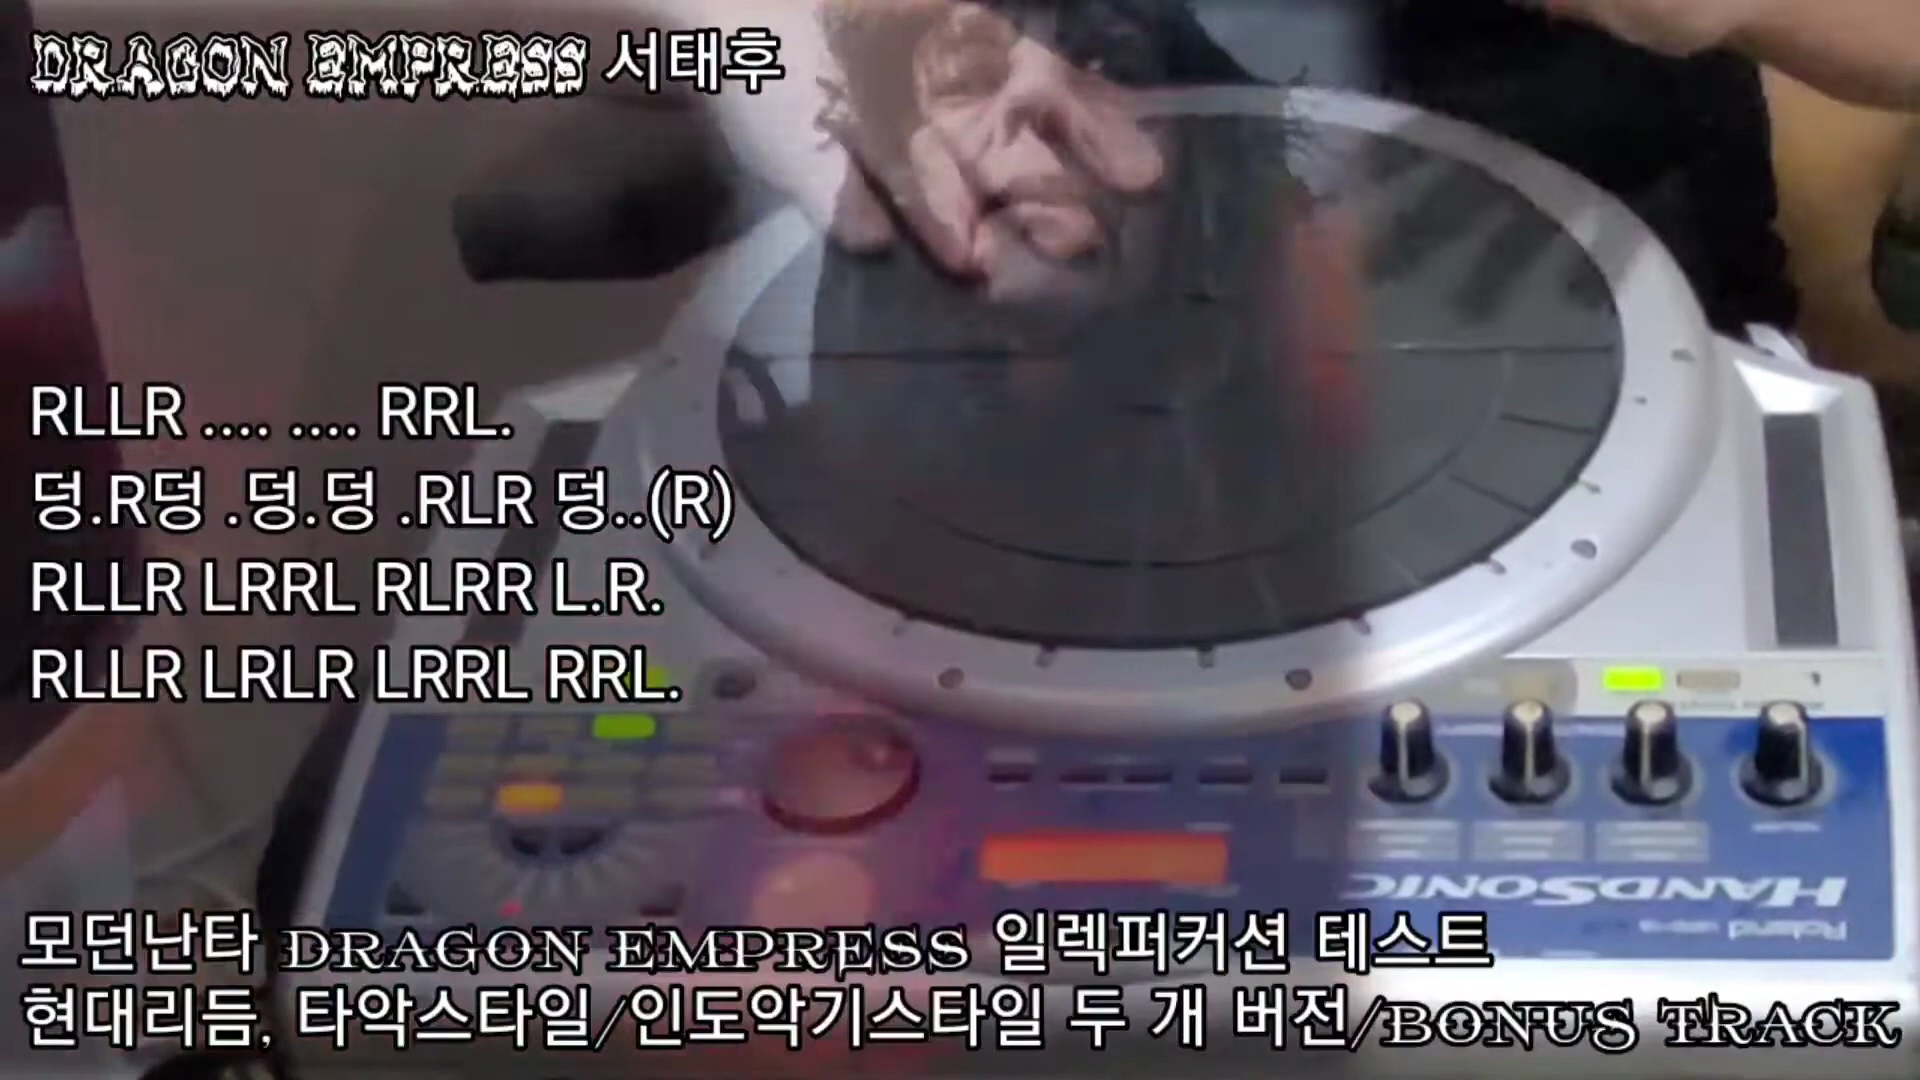 DRAGON EMPRESS 서태후
RLLR .... .... RRL.
덩.R덩 .덩.덩 .RLR 덩..(R)
RLLR LRRL RLRR L.R.
RLLR LRLR LRRL RRL.
HANDSONIC
Roland
모던난타 DRAGON EMPRESS 일렉퍼커션 테스트
현대리듬, 타악스타일/인도악기스타일 두 개 버전/BONUS TRACK